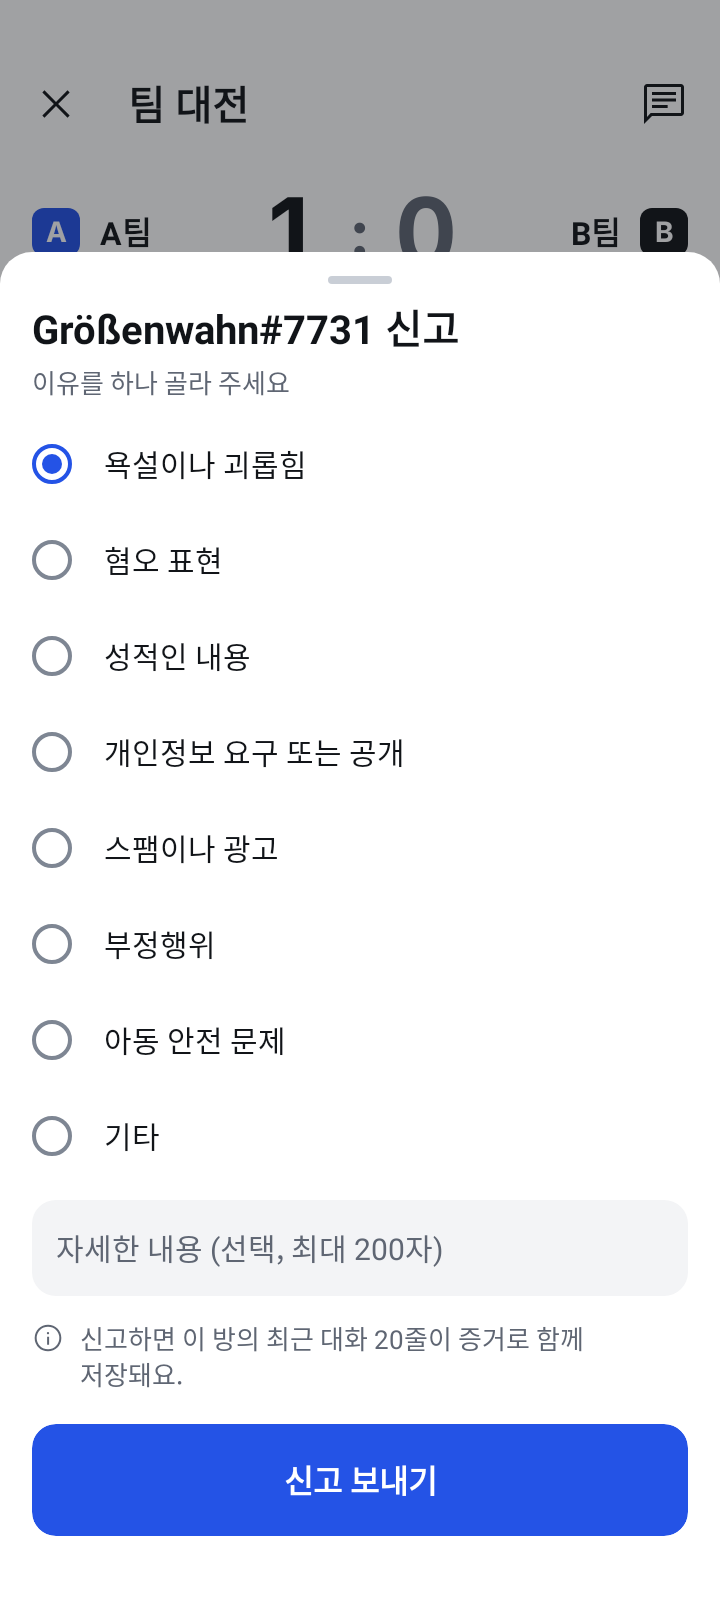 팀 대전
A A팀 1 : 0 B팀 B
Größenwahn#7731 신고
이유를 하나 골라 주세요
욕설이나 괴롭힘
혐오 표현
성적인 내용
개인정보 요구 또는 공개
스팸이나 광고
부정행위
아동 안전 문제
기타
자세한 내용 (선택, 최대 200자)
신고하면 이 방의 최근 대화 20줄이 증거로 함께
저장돼요.
신고 보내기